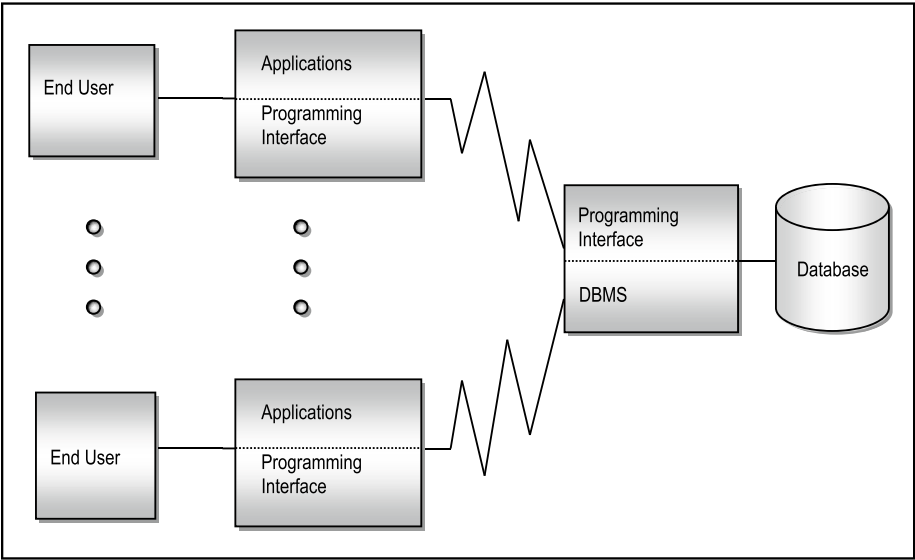 End User
Applications
Programming
Interface
Programming
Interface
DBMS
Database
End User
Applications
Programming
Interface